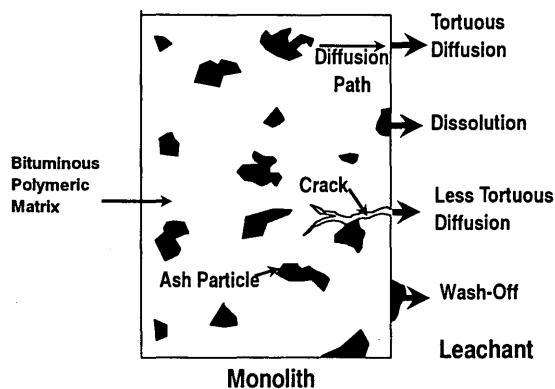 Tortuous
Diffusion
Diffusion
Path
Dissolution
Bituminous
Polymeric
Matrix
Crack
Less Tortuous
Diffusion
Ash Particle
Wash-Off
Leachant
Monolith